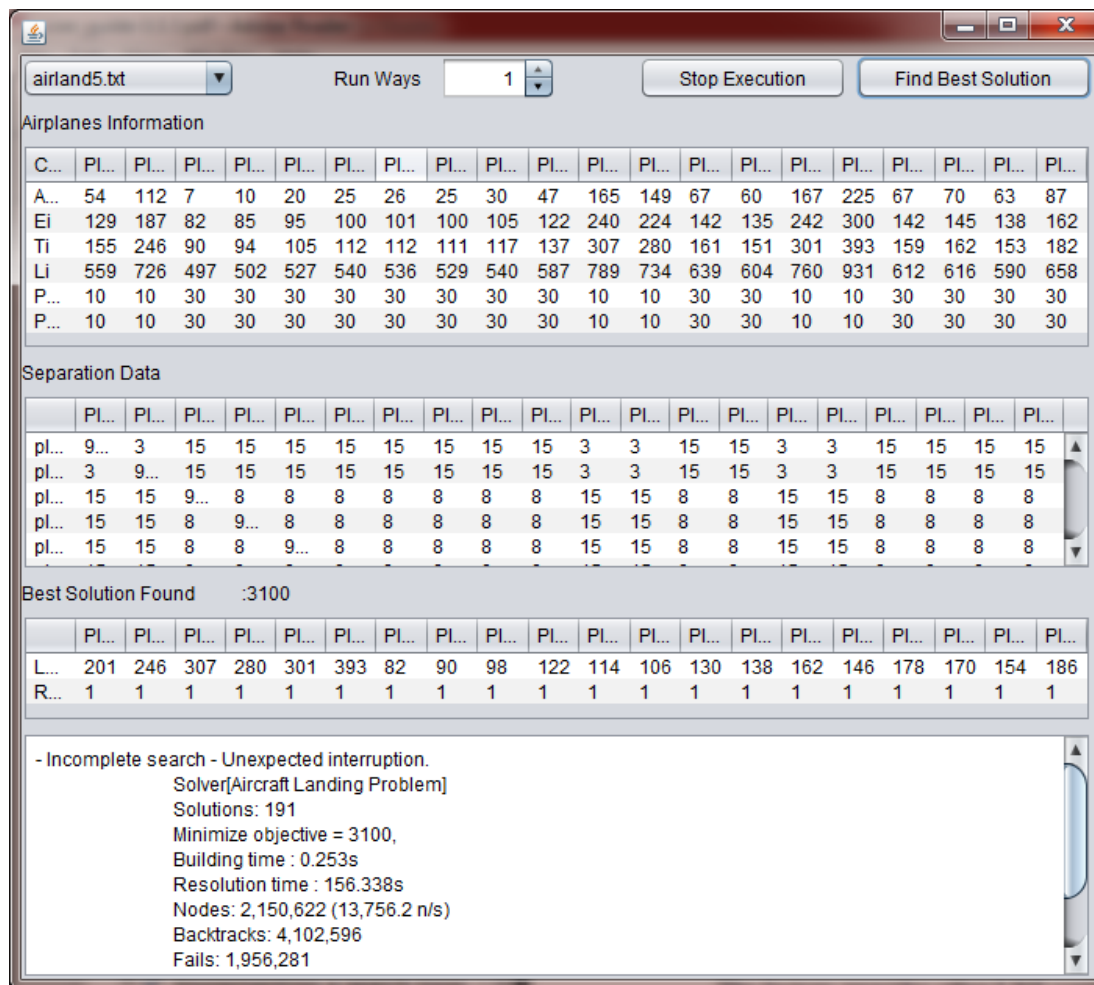 airland5.txt Run Ways 1 Stop Execution Find Best Solution
Airplanes Information
C... Pl... Pl... Pl... Pl... Pl... Pl... Pl... Pl... Pl... Pl... Pl... Pl... Pl... Pl... Pl... Pl... Pl... Pl... Pl... Pl...
A... 54 112 7 10 20 25 26 25 30 47 165 149 67 60 167 225 67 70 63 87
Ei 129 187 82 85 95 100 101 100 105 122 240 224 142 135 242 300 142 145 138 162
Ti 155 246 90 94 105 112 112 111 117 137 307 280 161 151 301 393 159 162 153 182
Li 559 726 497 502 527 540 536 529 540 587 789 734 639 604 760 931 612 616 590 658
P... 10 10 30 30 30 30 30 30 30 30 10 10 30 30 10 10 30 30 30 30
P... 10 10 30 30 30 30 30 30 30 30 10 10 30 30 10 10 30 30 30 30
Separation Data
Pl... Pl... Pl... Pl... Pl... Pl... Pl... Pl... Pl... Pl... Pl... Pl... Pl... Pl... Pl... Pl... Pl... Pl... Pl... Pl...
pl... 9... 3 15 15 15 15 15 15 15 15 3 3 15 15 3 3 15 15 15 15
pl... 3 9... 15 15 15 15 15 15 15 15 3 3 15 15 3 3 15 15 15 15
pl... 15 15 9... 8 8 8 8 8 8 8 15 15 8 8 15 15 8 8 8 8
pl... 15 15 8 9... 8 8 8 8 8 8 15 15 8 8 15 15 8 8 8 8
pl... 15 15 8 8 9... 8 8 8 8 8 15 15 8 8 15 15 8 8 8 8
Best Solution Found :3100
Pl... Pl... Pl... Pl... Pl... Pl... Pl... Pl... Pl... Pl... Pl... Pl... Pl... Pl... Pl... Pl... Pl... Pl... Pl... Pl...
L... 201 246 307 280 301 393 82 90 98 122 114 106 130 138 162 146 178 170 154 186
R... 1 1 1 1 1 1 1 1 1 1 1 1 1 1 1 1 1 1 1 1
- Incomplete search - Unexpected interruption.
Solver[Aircraft Landing Problem]
Solutions: 191
Minimize objective = 3100,
Building time : 0.253s
Resolution time : 156.338s
Nodes: 2,150,622 (13,756.2 n/s)
Backtracks: 4,102,596
Fails: 1,956,281